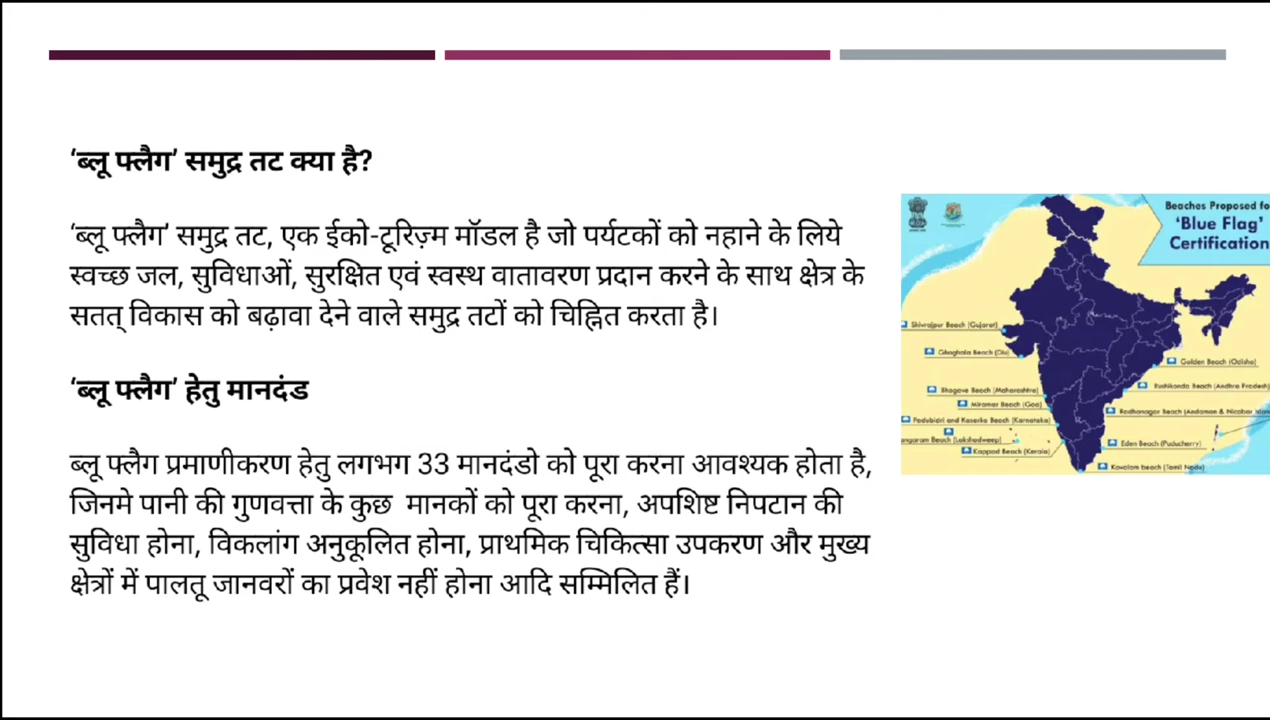 ‘ब्लू फ्लैग’ समुद्र तट क्या है?
‘ब्लू फ्लैग’ समुद्र तट, एक ईको-टूरिज़्म मॉडल है जो पर्यटकों को नहाने के लिये
स्वच्छ जल, सुविधाओं, सुरक्षित एवं स्वस्थ वातावरण प्रदान करने के साथ क्षेत्र के
सतत् विकास को बढ़ावा देने वाले समुद्र तटों को चिह्नित करता है।
‘ब्लू फ्लैग’ हेतु मानदंड
ब्लू फ्लैग प्रमाणीकरण हेतु लगभग 33 मानदंडो को पूरा करना आवश्यक होता है,
जिनमे पानी की गुणवत्ता के कुछ मानकों को पूरा करना, अपशिष्ट निपटान की
सुविधा होना, विकलांग अनुकूलित होना, प्राथमिक चिकित्सा उपकरण और मुख्य
क्षेत्रों में पालतू जानवरों का प्रवेश नहीं होना आदि सम्मिलित हैं।
Beaches Proposed fo
‘Blue Flag’
Certification
Shivrajpur Beach (Gujarat)
Ghoghala Beach (Diu)
Bhogave Beach (Maharashtra)
Miramar Beach (Goa)
Padubidri and Kasarko Beach (Karnataka)
angaram Beach (Lakshadweep)
Kappad Beach (Kerala)
Golden Beach (Odisha)
Rushikonda Beach (Andhra Pradesh)
Radhanagar Beach (Andaman & Nicobar Islan
Eden Beach (Puducherry)
Kovalam beach (Tamil Nadu)